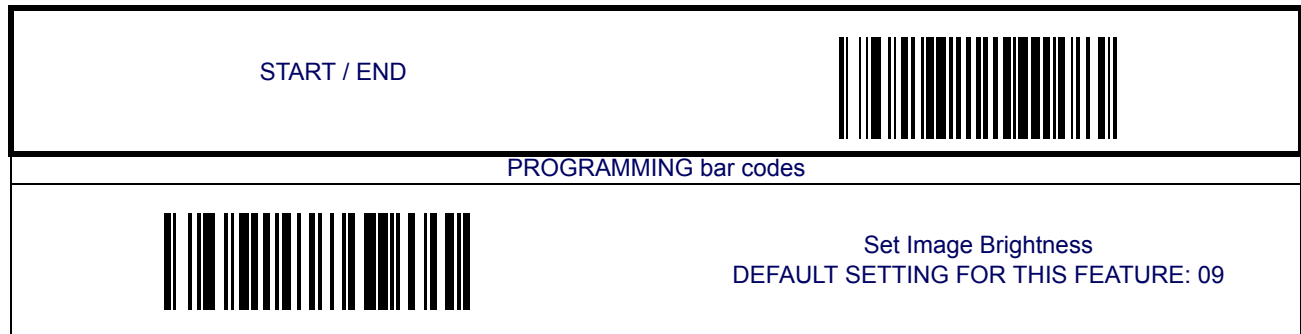 START / END
PROGRAMMING bar codes
Set Image Brightness
DEFAULT SETTING FOR THIS FEATURE: 09